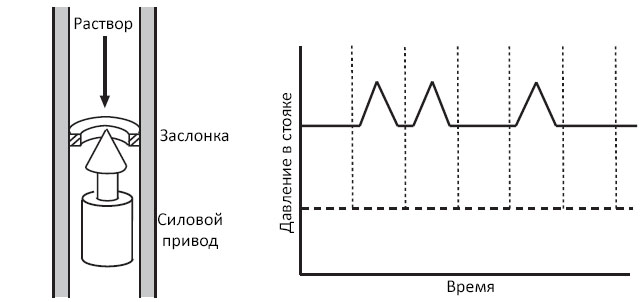 Раствор
Заслонка
Силовой
привод
Давление в стояке
Время